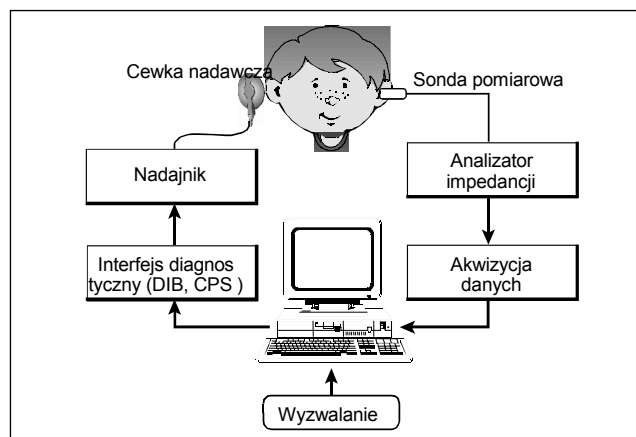 Cewka nadawcza
Sonda pomiarowa
Nadajnik
Analizator
impedancji
Interfejs diagnos
tyczny (DIB, CPS )
Akwizycja
danych
Wyzwalanie